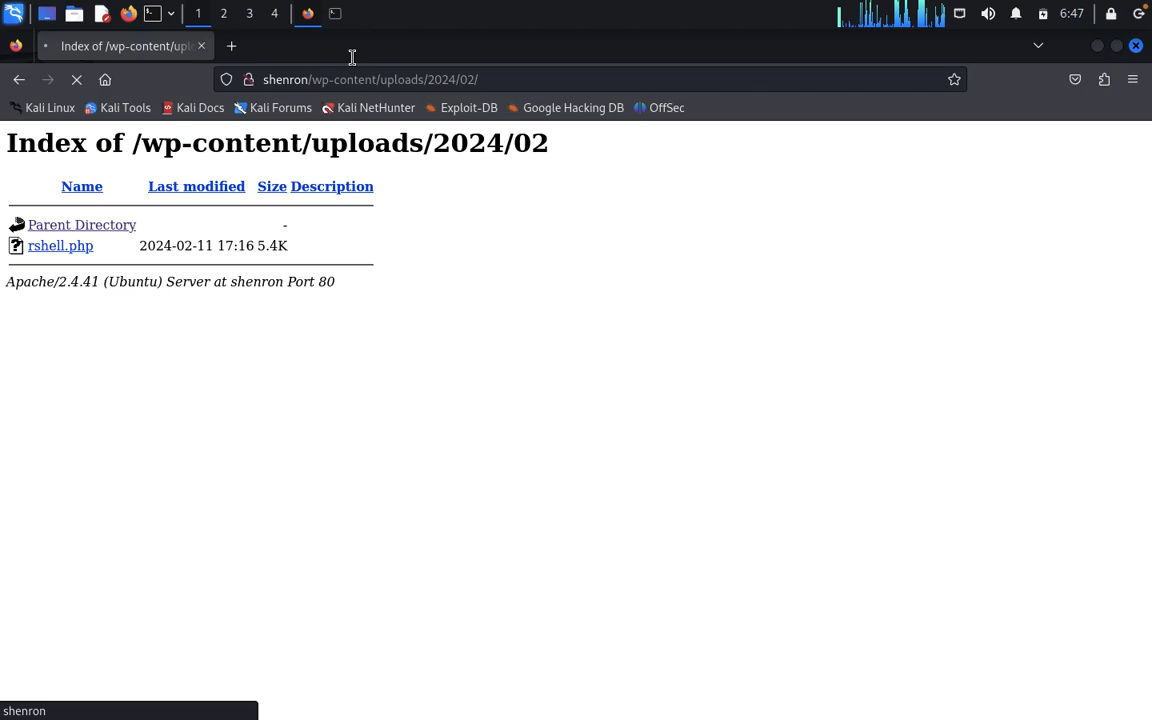 1 2 3 4 6:47
Index of /wp-content/uplo
shenron/wp-content/uploads/2024/02/
Kali Linux Kali Tools Kali Docs Kali Forums Kali NetHunter Exploit-DB Google Hacking DB OffSec
Index of /wp-content/uploads/2024/02
Name Last modified Size Description
Parent Directory -
rshell.php 2024-02-11 17:16 5.4K
Apache/2.4.41 (Ubuntu) Server at shenron Port 80
shenron